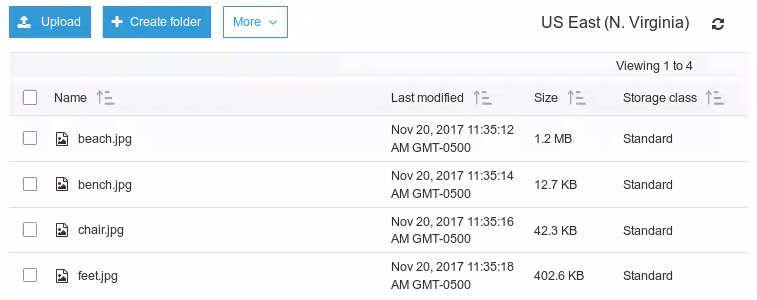 Upload Create folder More US East (N. Virginia)
Viewing 1 to 4
Name Last modified Size Storage class
beach.jpg Nov 20, 2017 11:35:12 AM GMT-0500 1.2 MB Standard
bench.jpg Nov 20, 2017 11:35:14 AM GMT-0500 12.7 KB Standard
chair.jpg Nov 20, 2017 11:35:16 AM GMT-0500 42.3 KB Standard
feet.jpg Nov 20, 2017 11:35:18 AM GMT-0500 402.6 KB Standard